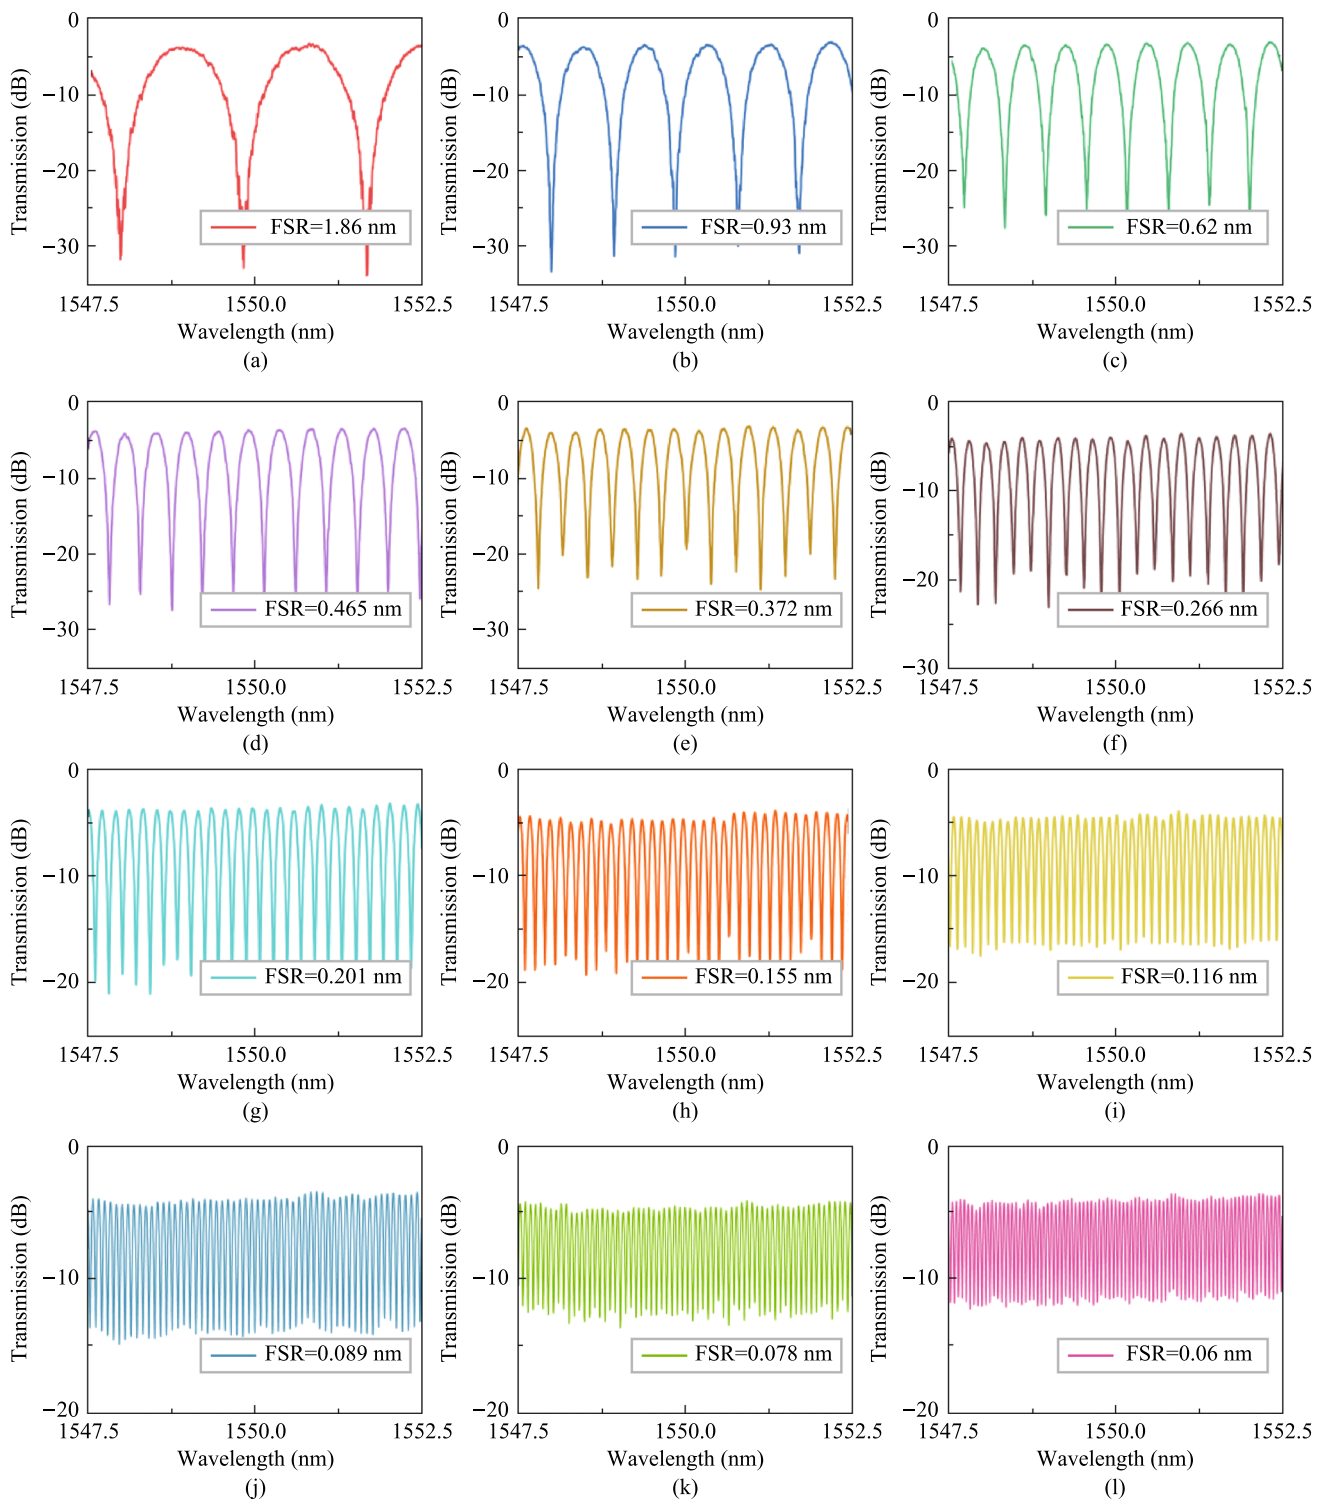 0
−10
−20
−30
Transmission (dB)
FSR=1.86 nm
1547.5 1550.0 1552.5
Wavelength (nm)
(a)
0
−10
−20
−30
Transmission (dB)
FSR=0.93 nm
1547.5 1550.0 1552.5
Wavelength (nm)
(b)
0
−10
−20
−30
Transmission (dB)
FSR=0.62 nm
1547.5 1550.0 1552.5
Wavelength (nm)
(c)
0
−10
−20
−30
Transmission (dB)
FSR=0.465 nm
1547.5 1550.0 1552.5
Wavelength (nm)
(d)
0
−10
−20
−30
Transmission (dB)
FSR=0.372 nm
1547.5 1550.0 1552.5
Wavelength (nm)
(e)
0
−10
−20
−30
Transmission (dB)
FSR=0.266 nm
1547.5 1550.0 1552.5
Wavelength (nm)
(f)
0
−10
−20
Transmission (dB)
FSR=0.201 nm
1547.5 1550.0 1552.5
Wavelength (nm)
(g)
0
−10
−20
Transmission (dB)
FSR=0.155 nm
1547.5 1550.0 1552.5
Wavelength (nm)
(h)
0
−10
−20
Transmission (dB)
FSR=0.116 nm
1547.5 1550.0 1552.5
Wavelength (nm)
(i)
0
−10
−20
Transmission (dB)
FSR=0.089 nm
1547.5 1550.0 1552.5
Wavelength (nm)
(j)
0
−10
−20
Transmission (dB)
FSR=0.078 nm
1547.5 1550.0 1552.5
Wavelength (nm)
(k)
0
−10
−20
Transmission (dB)
FSR=0.06 nm
1547.5 1550.0 1552.5
Wavelength (nm)
(l)